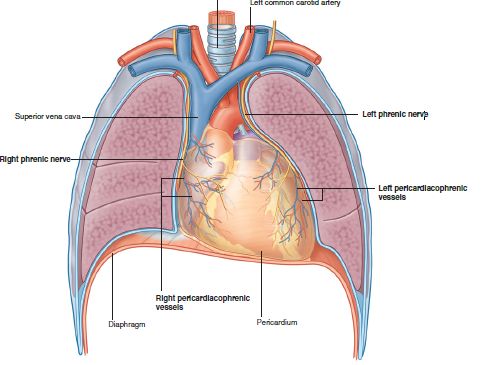 Left common carotid artery
Superior vena cava
Left phrenic nerve
Right phrenic nerve
Left pericardiacophrenic
vessels
Right pericardiacophrenic
vessels
Diaphragm
Pericardium